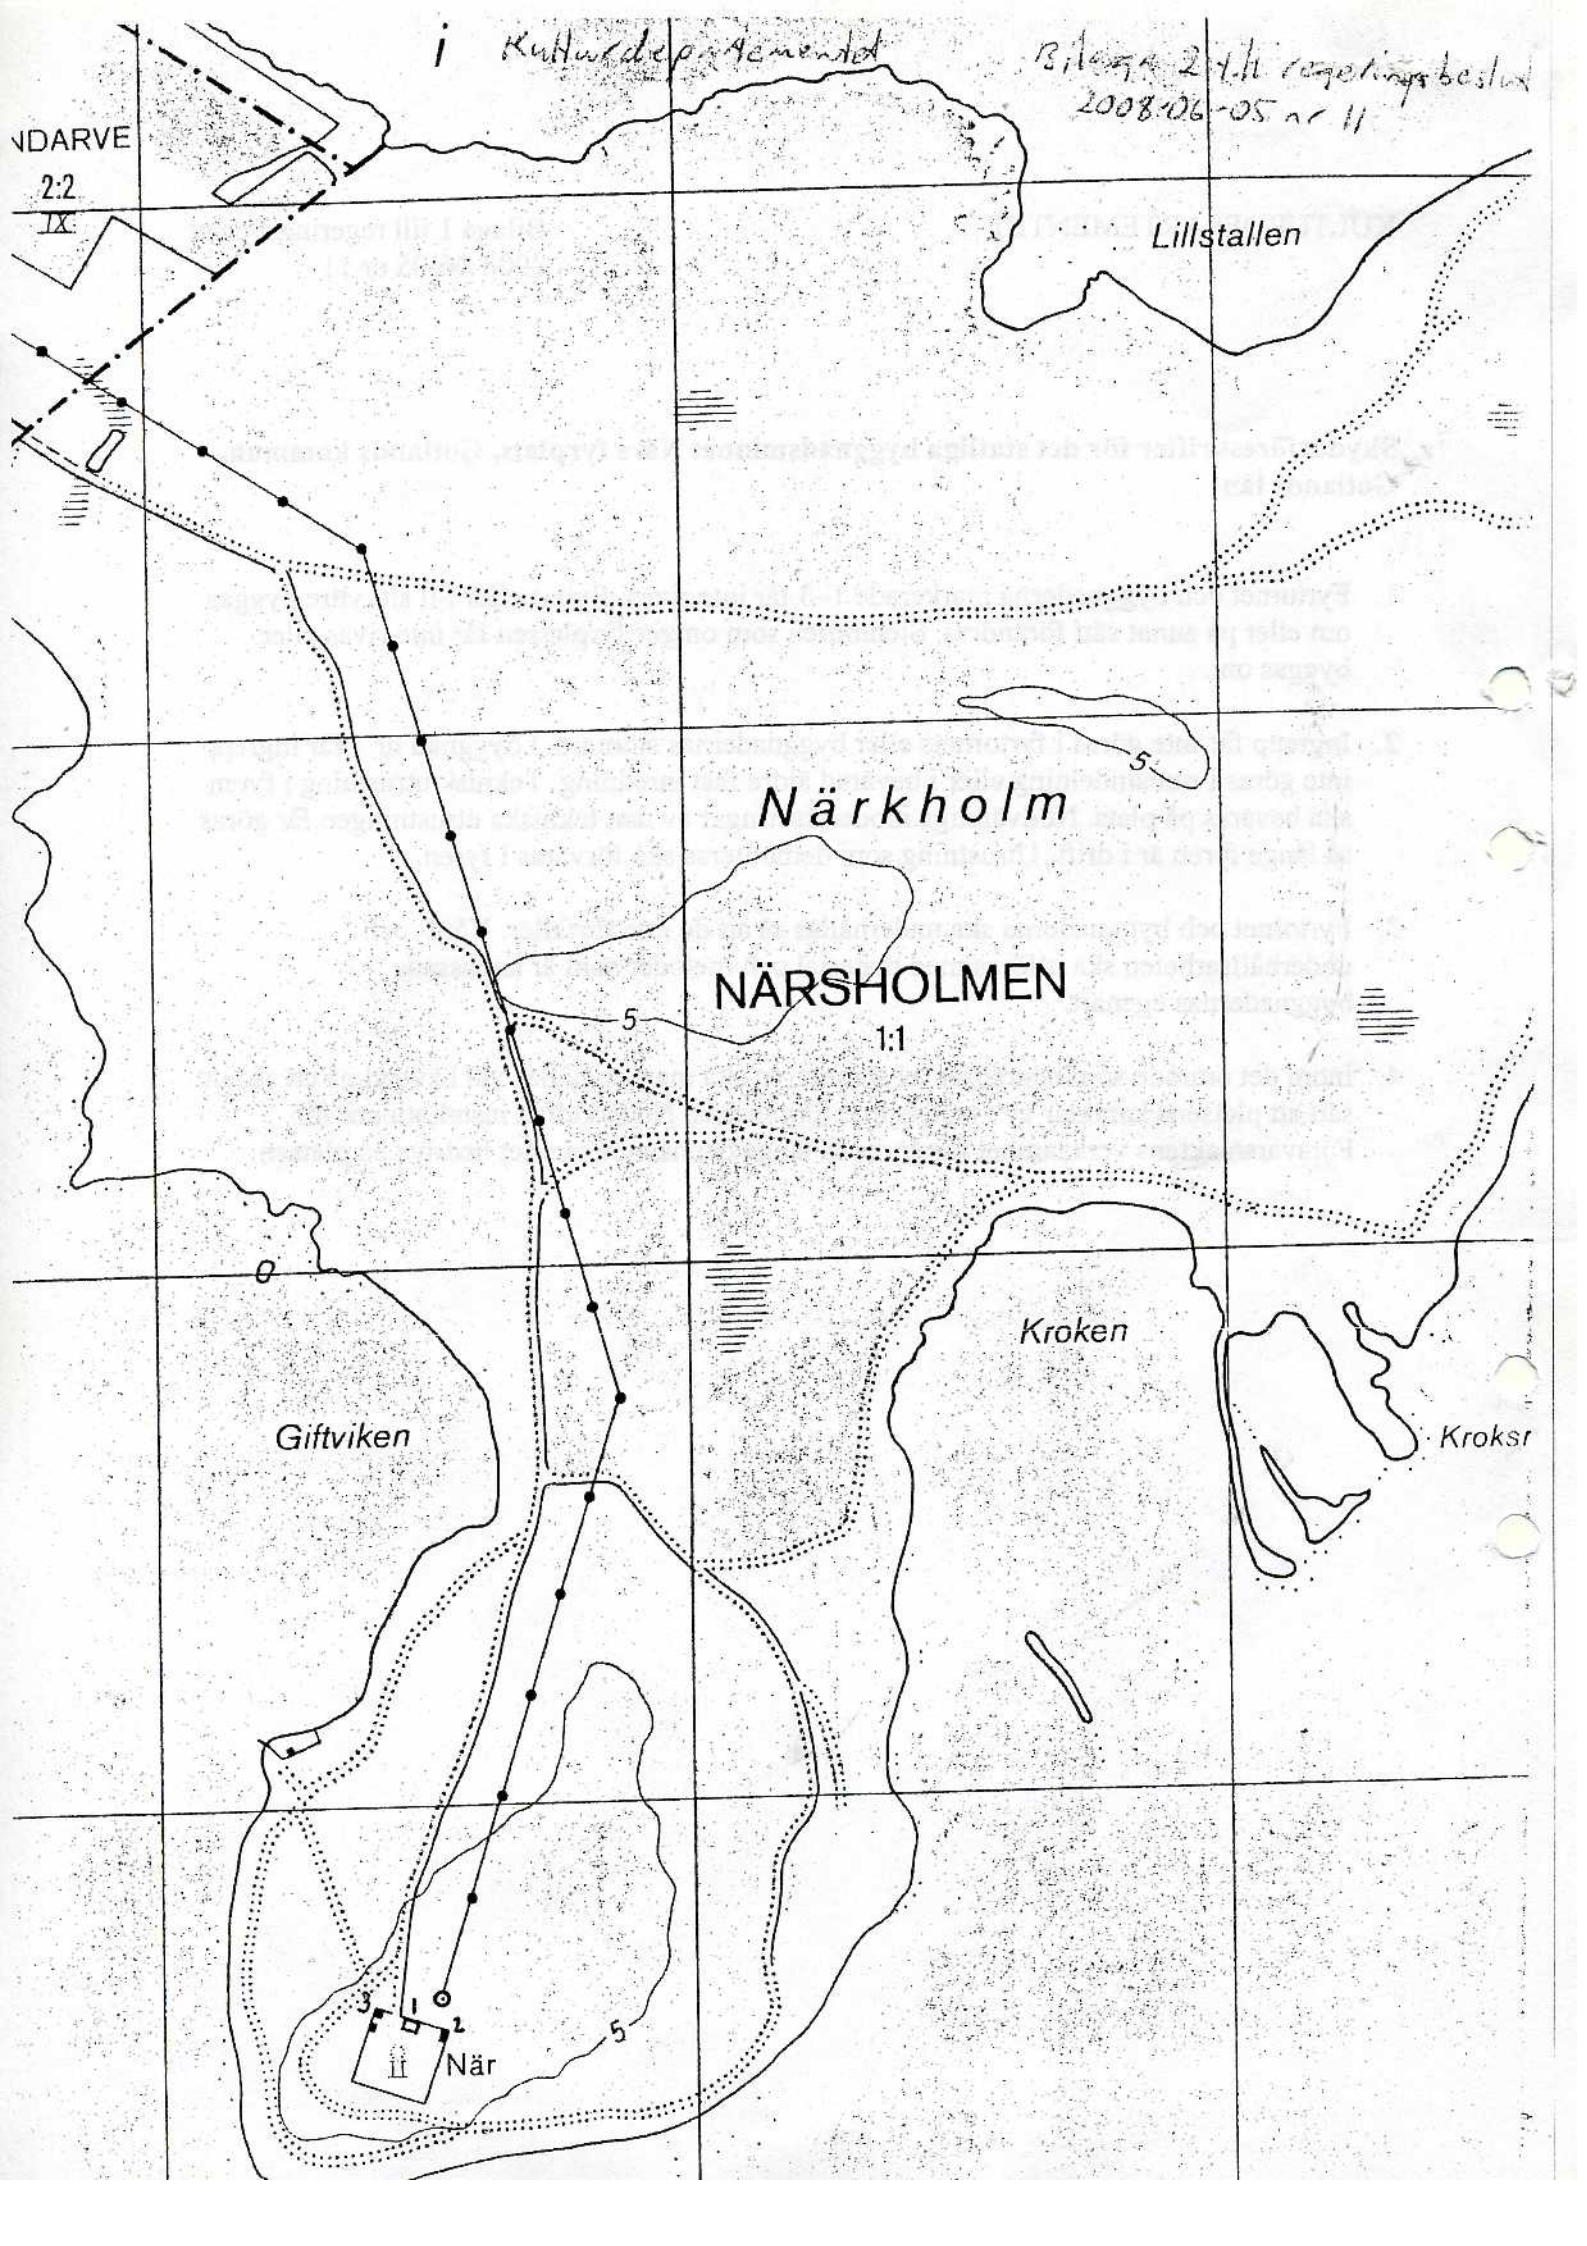 i Kulturdepartementet
Bilaga 2 till regeringsbeslut
2008-06-05 nr 11
NDARVE
2:2
IX
Lillstallen
5
Närkholm
NÄRSHOLMEN
1:1
5
0
Kroken
Giftviken
Kroksr
3
1
2
När
5